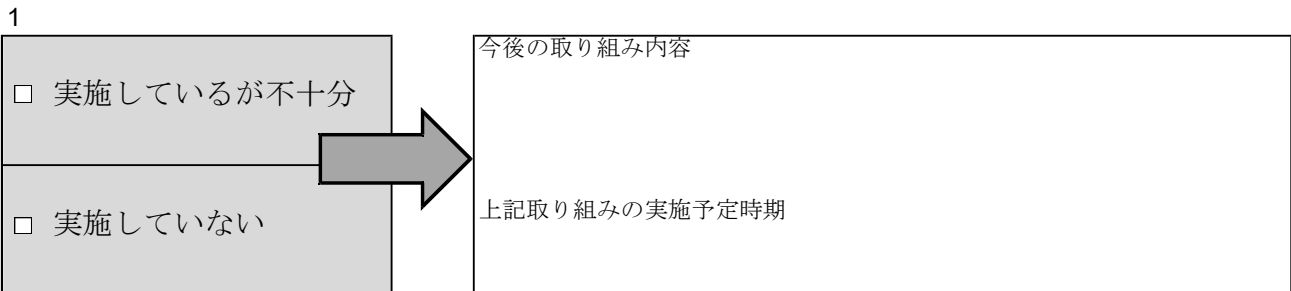 1
□ 実施しているが不十分
□ 実施していない
今後の取り組み内容
上記取り組みの実施予定時期